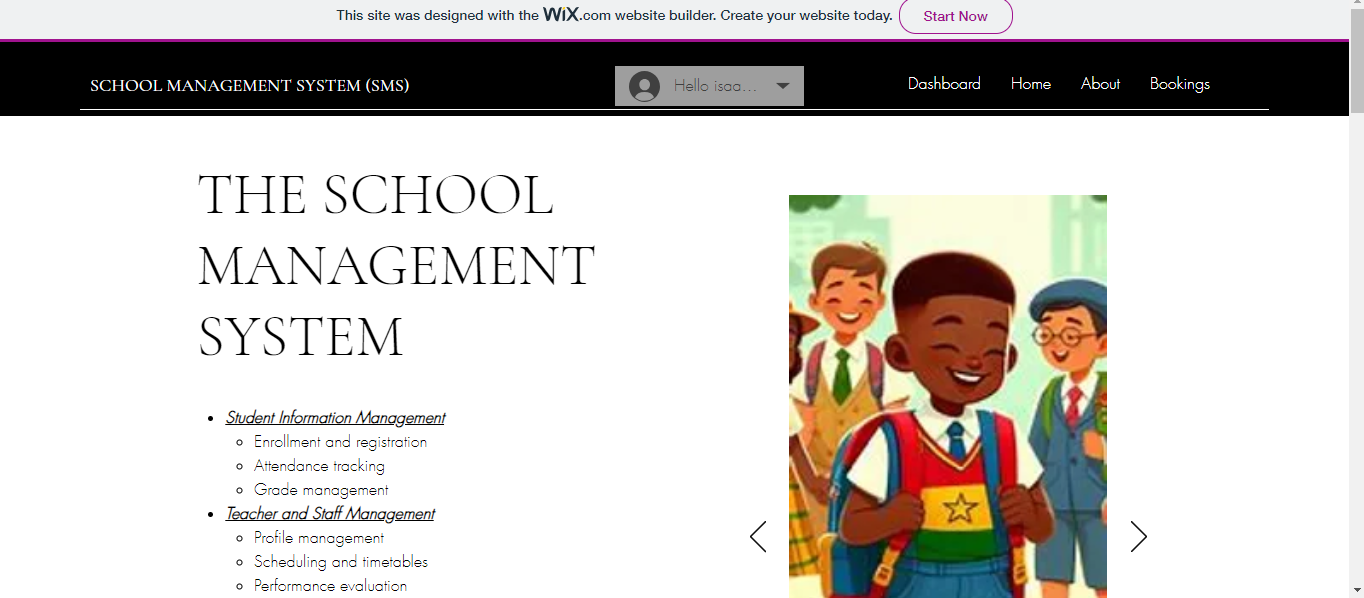 This site was designed with the WiX.com website builder. Create your website today. Start Now
SCHOOL MANAGEMENT SYSTEM (SMS) Hello isaa... Dashboard Home About Bookings
THE SCHOOL
MANAGEMENT
SYSTEM
Student Information Management
Enrollment and registration
Attendance tracking
Grade management
Teacher and Staff Management
Profile management
Scheduling and timetables
Performance evaluation